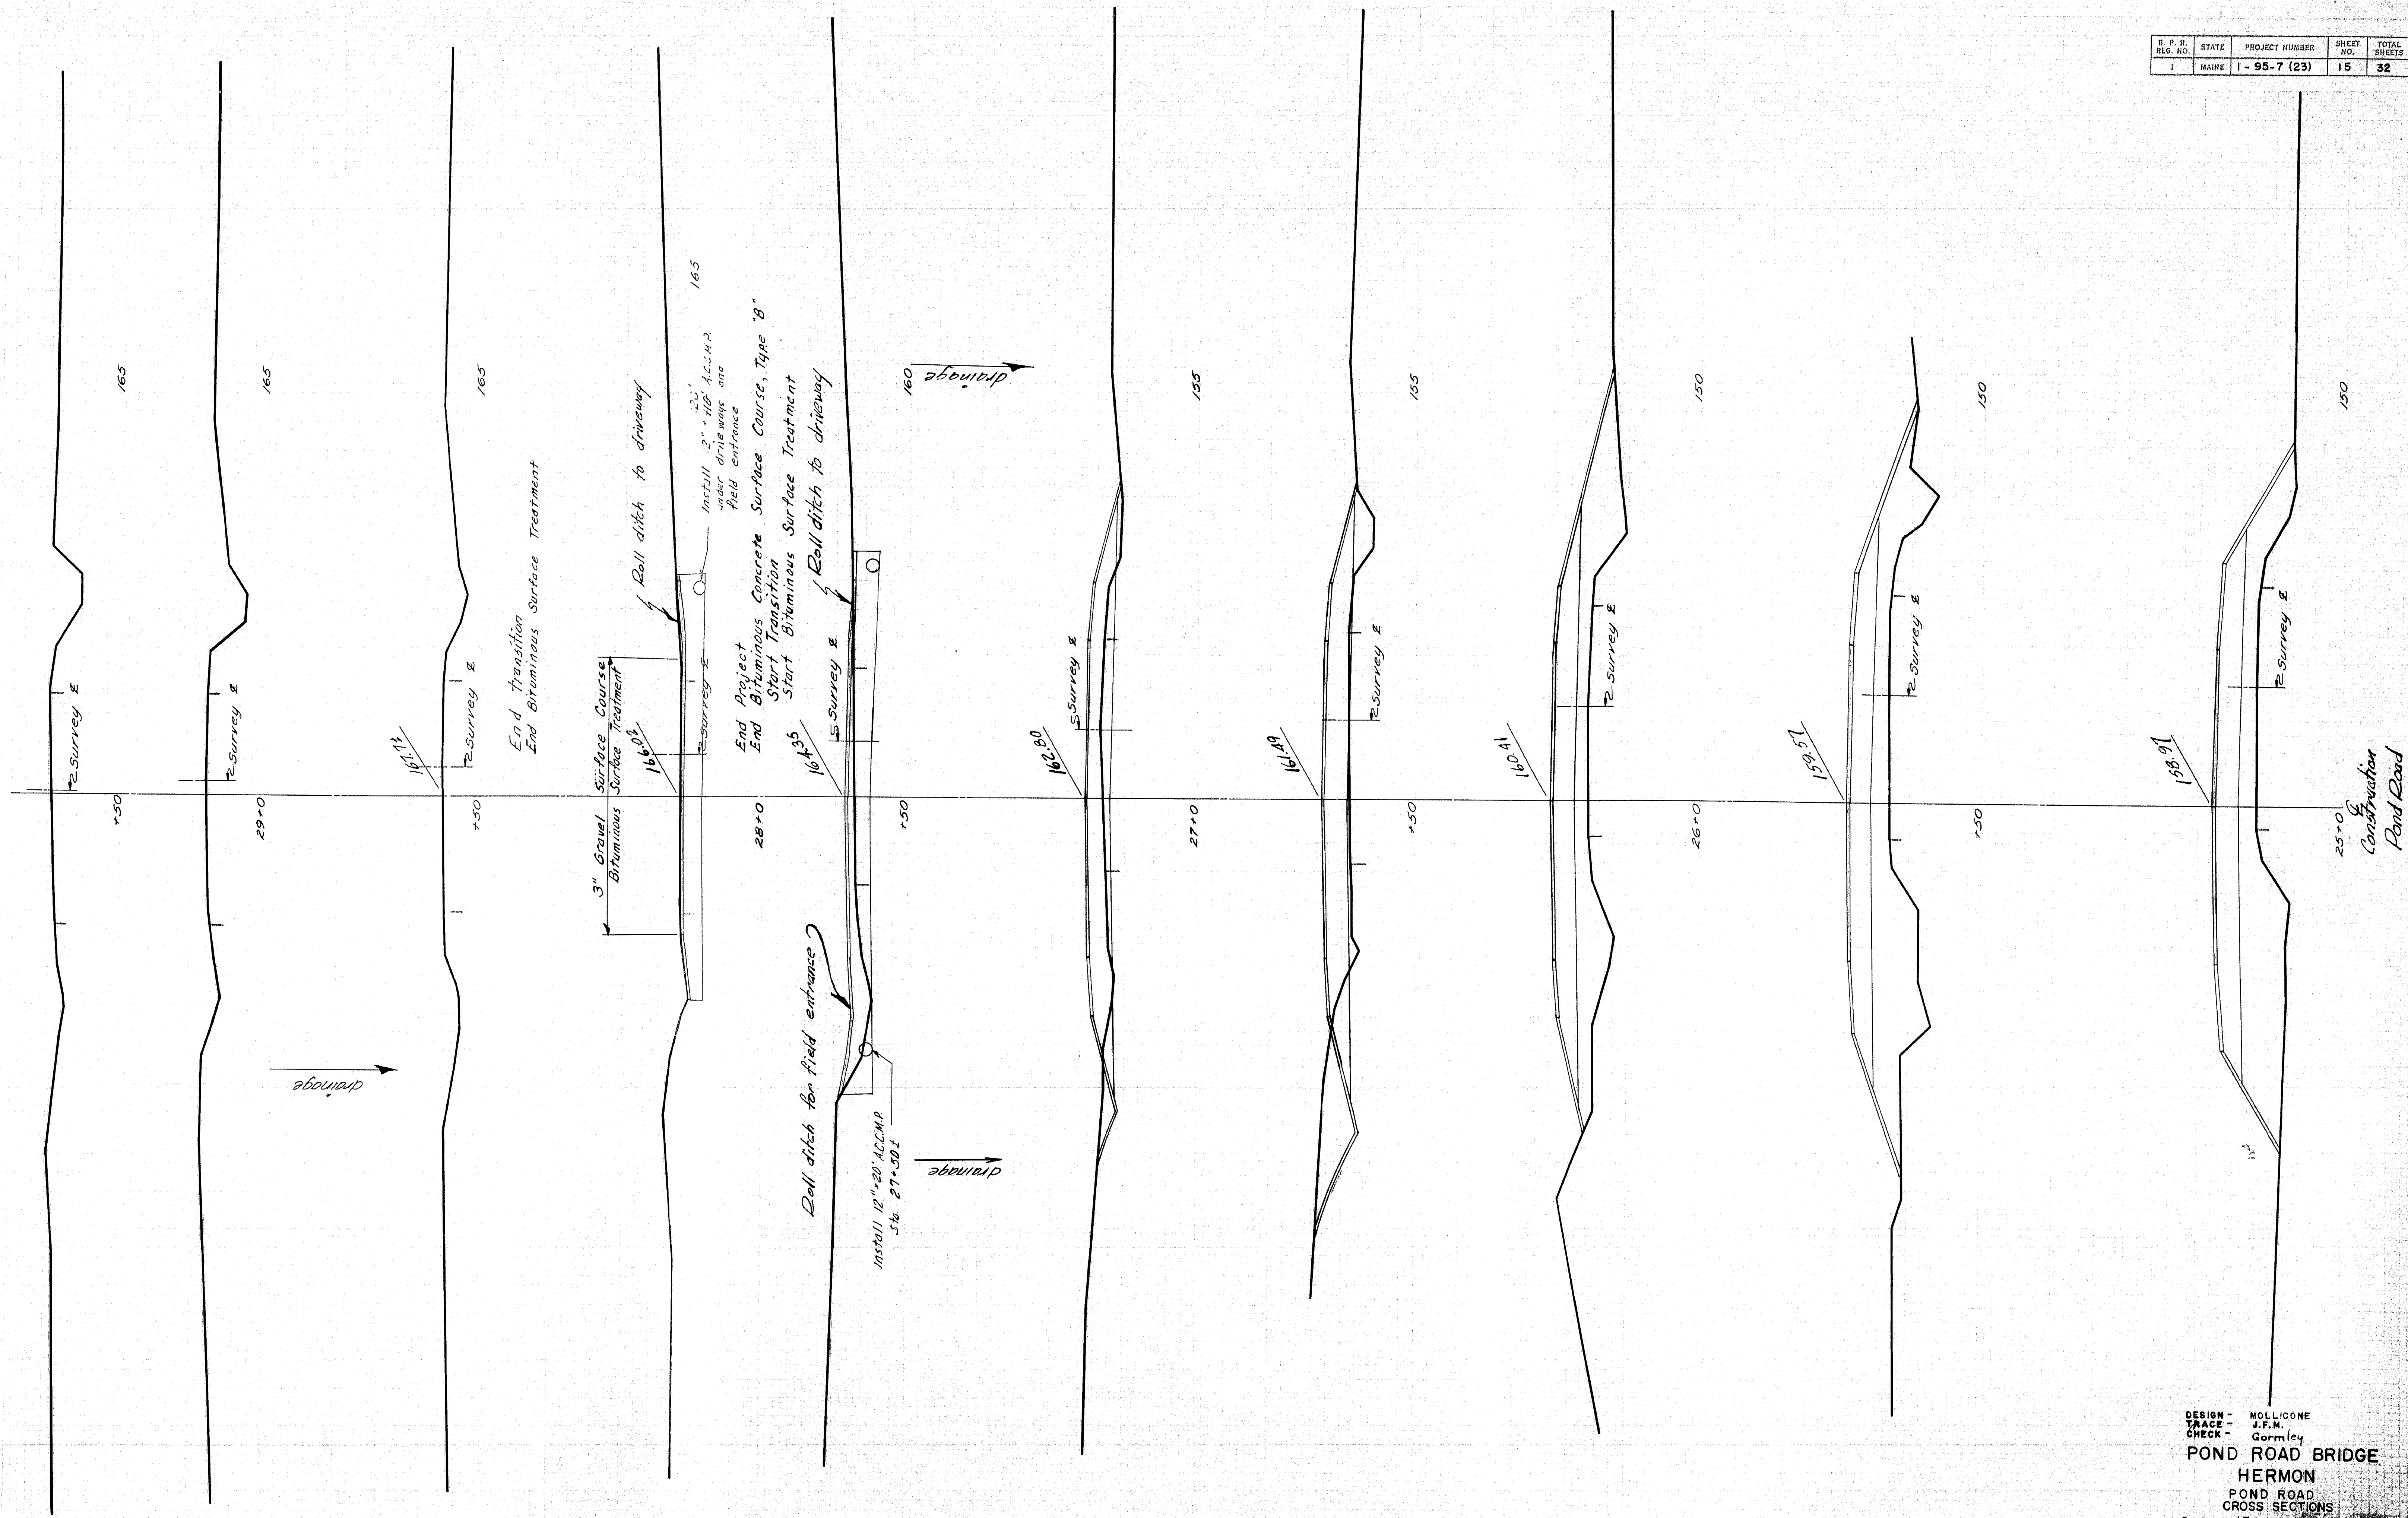 B. P. R. REG. NO. STATE PROJECT NUMBER SHEET NO. TOTAL SHEETS
1 MAINE I-95-7 (23) 15 32
165
Survey ℄
+50
165
Survey ℄
29+0
drainage
165
167.74
Survey ℄
+50
End transition
End Bituminous Surface Treatment
Roll ditch to driveway
3" Gravel Surface Course
Bituminous Surface Treatment
166.02
Survey ℄
165
under driveways and
field entrance
28+0
End Project
End Bituminous Concrete Surface Course, Type "B"
Start Transition
Start Bituminous Surface Treatment
Roll ditch to driveway
164.35
Survey ℄
160
+50
Roll ditch for field entrance
Install 12"x20' A.C.C.M.P.
Sta. 27+50±
drainage
drainage
162.80
Survey ℄
155
27+0
161.49
Survey ℄
155
+50
160.41
Survey ℄
150
26+0
159.57
Survey ℄
150
+50
158.97
Survey ℄
150
25+0
℄
Construction
Pond Road
DESIGN - MOLLICONE
TRACE - J.F.M.
CHECK - Gormley
POND ROAD BRIDGE
HERMON
POND ROAD
CROSS SECTIONS